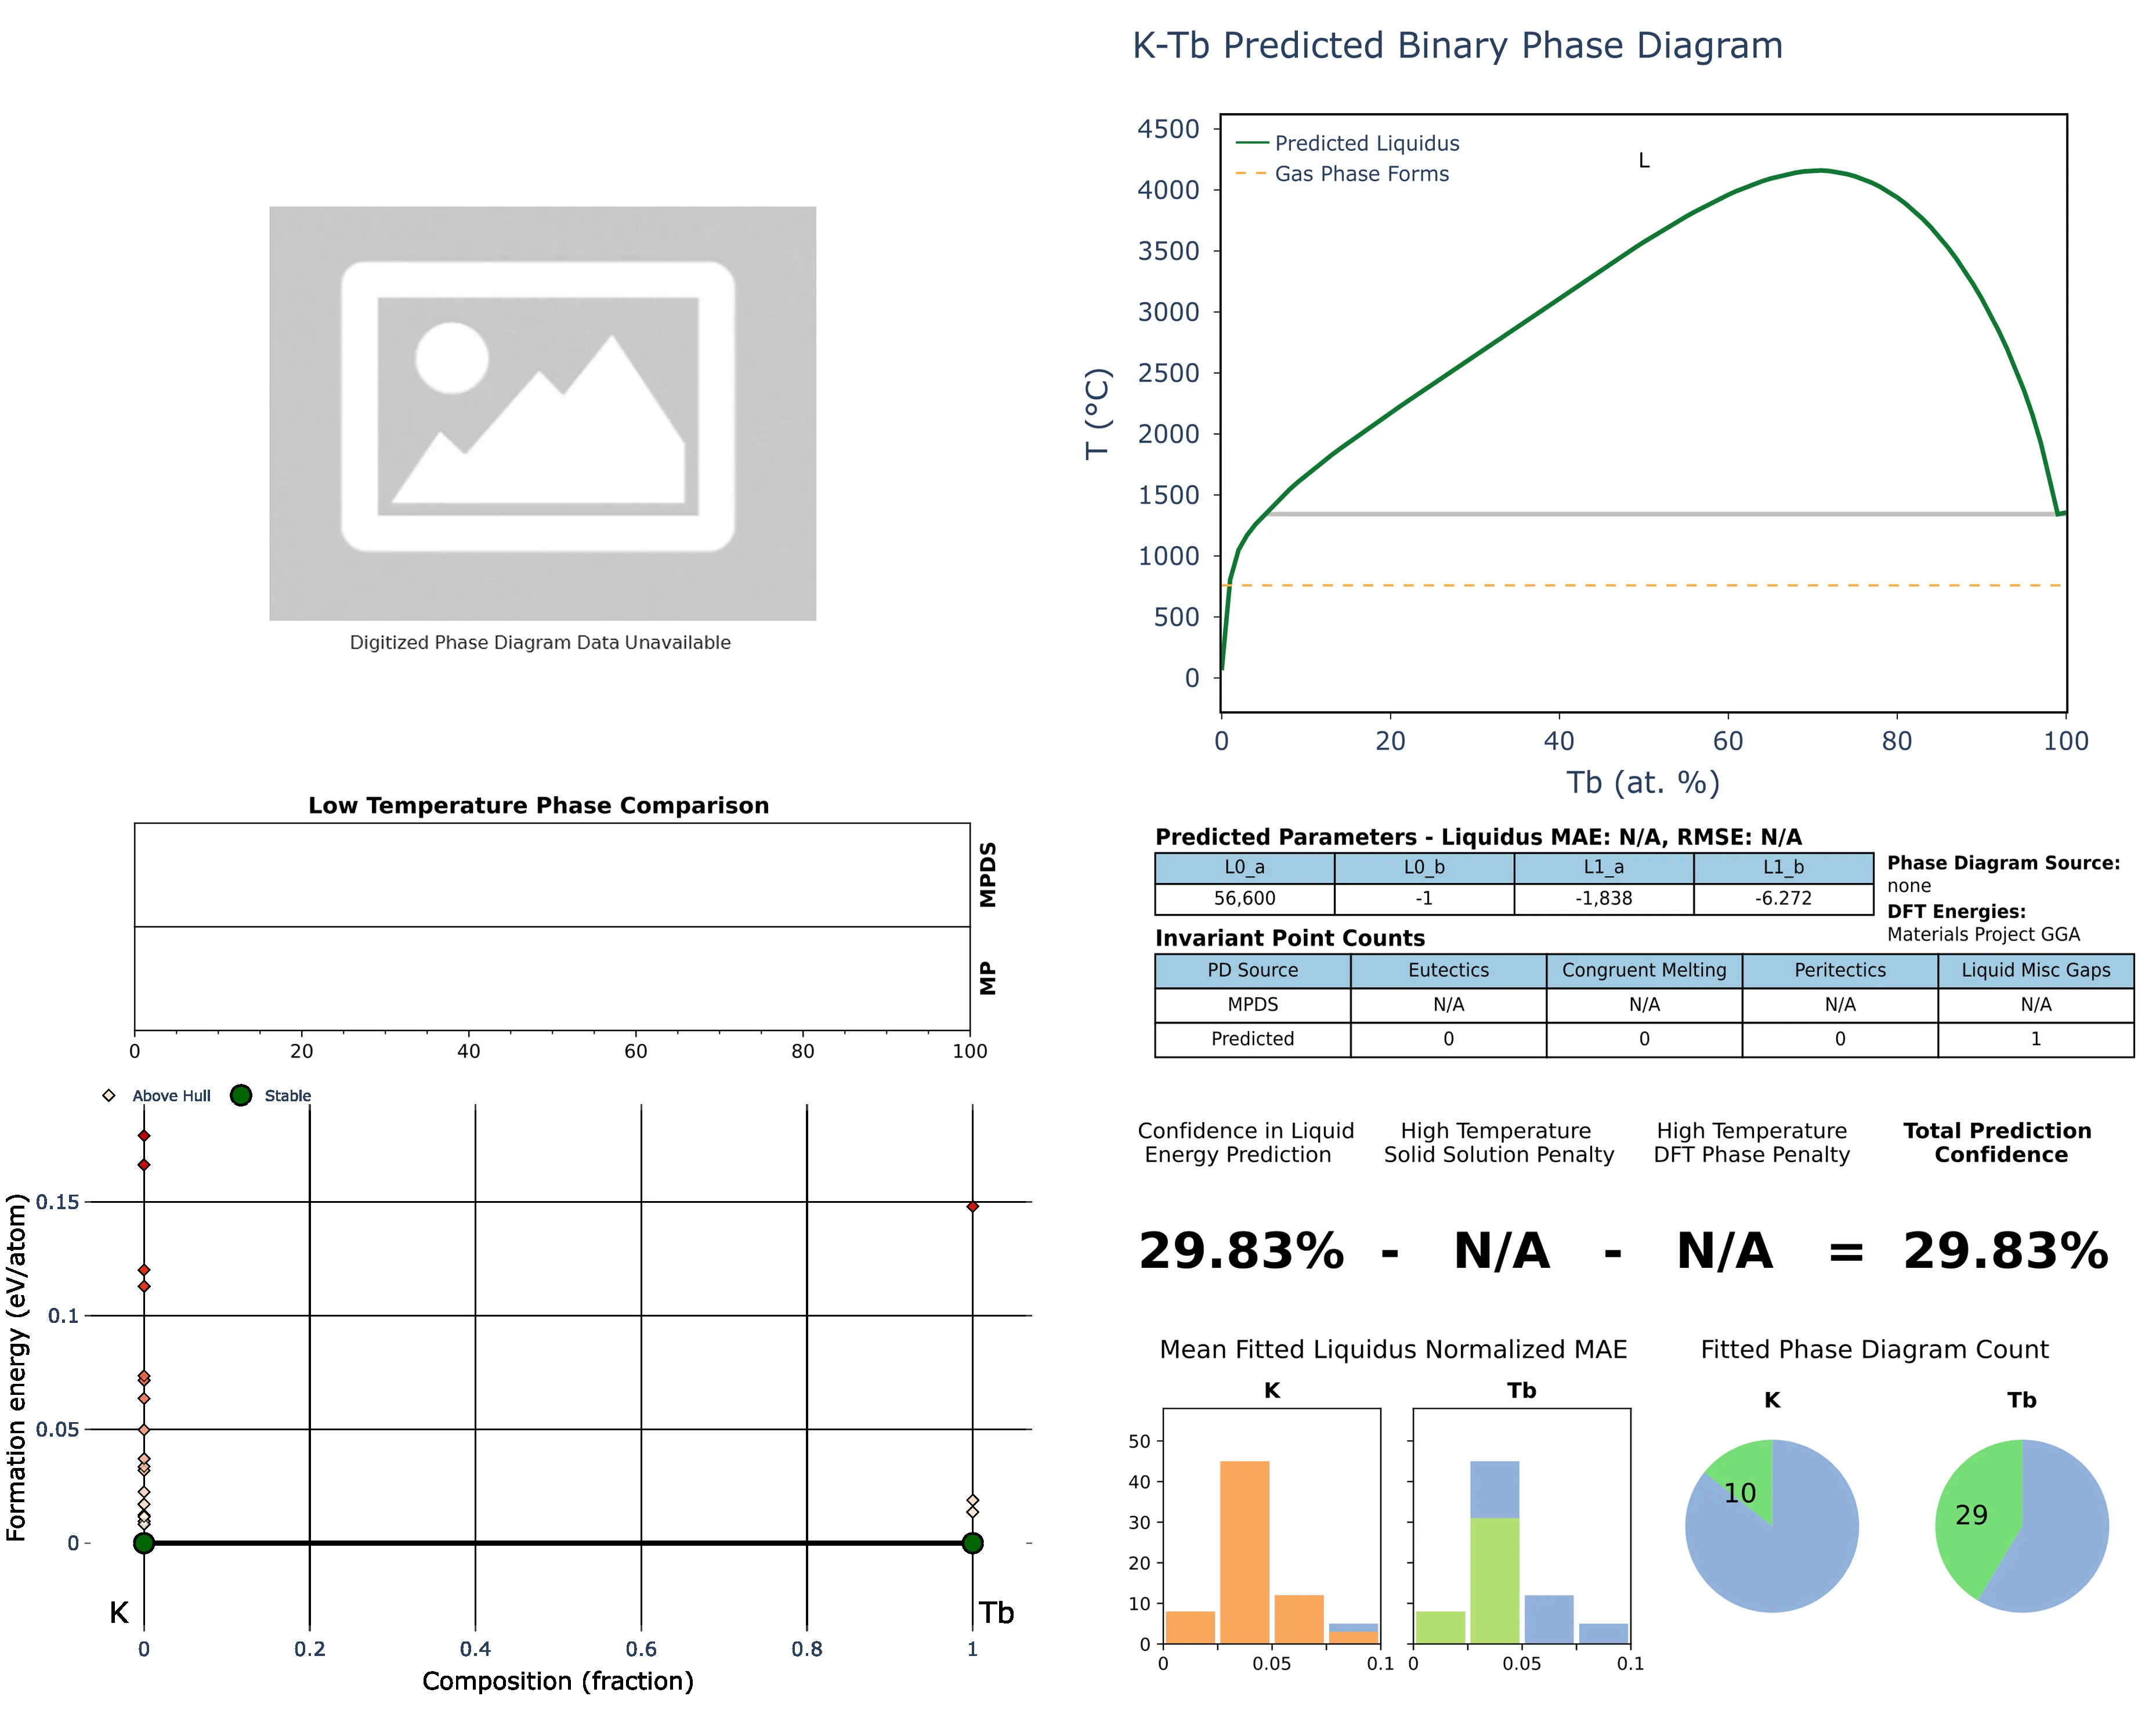 K-Tb Predicted Binary Phase Diagram
4500
4000
3500
3000
2500
2000
1500
1000
500
0
T (°C)
Predicted Liquidus
Gas Phase Forms
L
0 20 40 60 80 100
Tb (at. %)
Digitized Phase Diagram Data Unavailable
Low Temperature Phase Comparison
MPDS
MP
0 20 40 60 80 100
Predicted Parameters - Liquidus MAE: N/A, RMSE: N/A
L0_a L0_b L1_a L1_b
56,600 -1 -1,838 -6.272
Phase Diagram Source:
none
DFT Energies:
Materials Project GGA
Invariant Point Counts
PD Source Eutectics Congruent Melting Peritectics Liquid Misc Gaps
MPDS N/A N/A N/A N/A
Predicted 0 0 0 1
Above Hull Stable
Formation energy (eV/atom)
0.15
0.1
0.05
0
K Tb
0 0.2 0.4 0.6 0.8 1
Composition (fraction)
Confidence in Liquid
Energy Prediction
High Temperature
Solid Solution Penalty
High Temperature
DFT Phase Penalty
Total Prediction
Confidence
29.83% - N/A - N/A = 29.83%
Mean Fitted Liquidus Normalized MAE
K Tb
50
40
30
20
10
0
0 0.05 0.1 0 0.05 0.1
Fitted Phase Diagram Count
K Tb
10 29